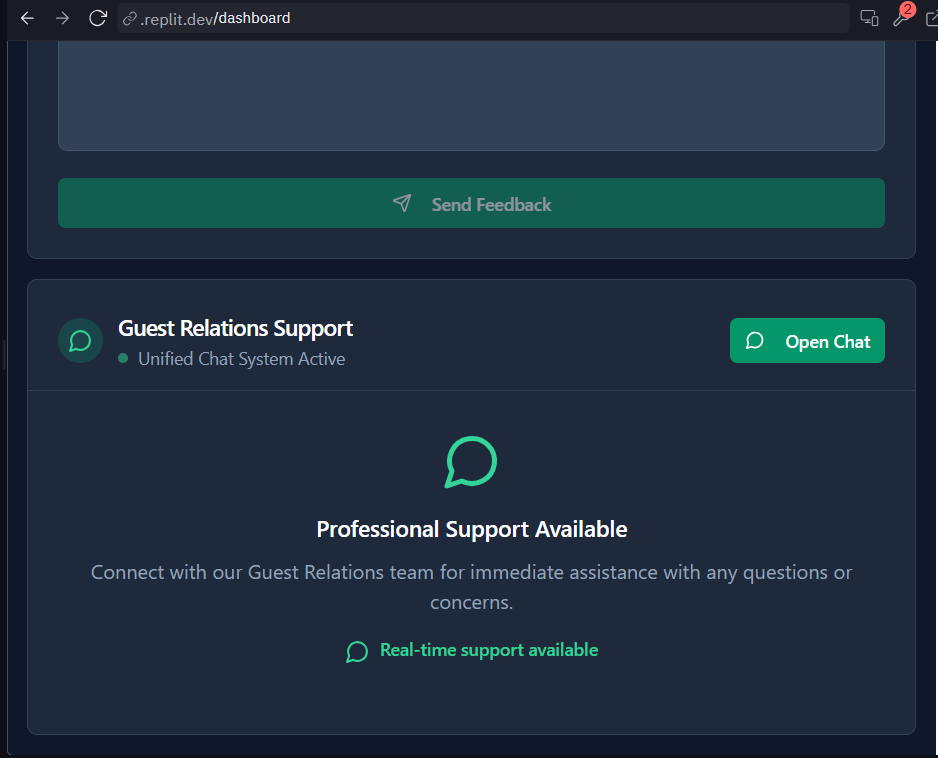 .replit.dev/dashboard
2
Send Feedback
Guest Relations Support
Unified Chat System Active
Open Chat
Professional Support Available
Connect with our Guest Relations team for immediate assistance with any questions or
concerns.
Real-time support available